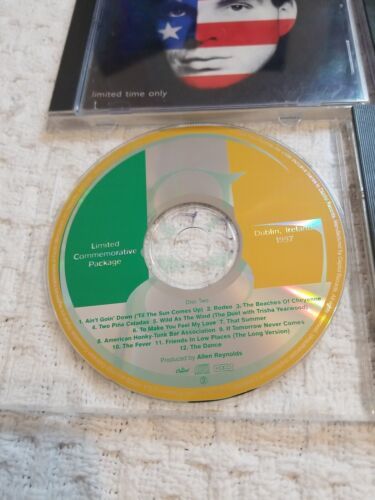 limited time only
Limited
Commemorative
Package
Dublin, Ireland
1997
Disc Two
1. Ain't Goin' Down ('Til The Sun Comes Up) 2. Rodeo 3. The Beaches Of Cheyenne
4. Two Pina Coladas 5. Wild As The Wind (The Duet with Trisha Yearwood)
6. To Make You Feel My Love 7. That Summer
8. American Honky-Tonk Bar Association 9. If Tomorrow Never Comes
10. The Fever 11. Friends In Low Places (The Long Version)
12. The Dance
Produced by Allen Reynolds
Capitol